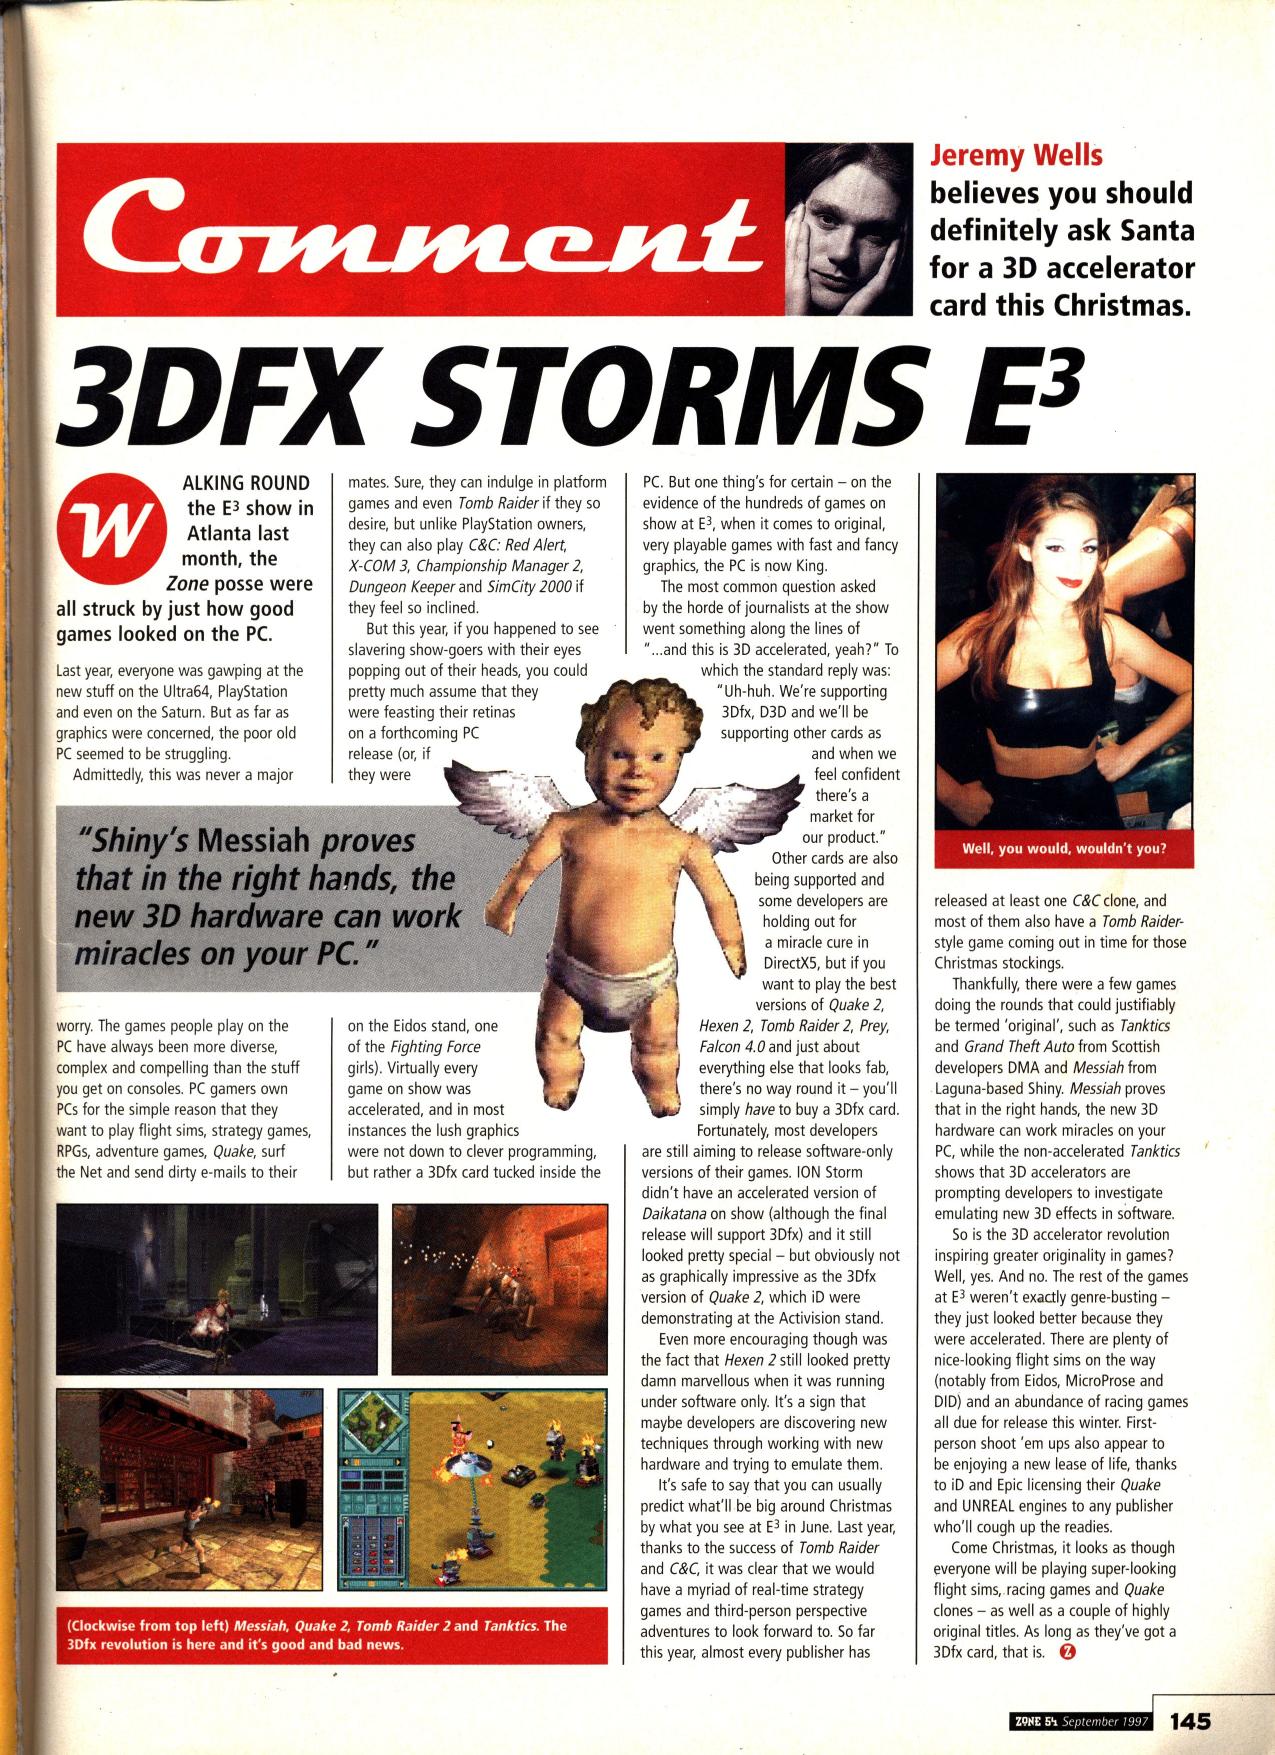 Comment
Jeremy Wells
believes you should
definitely ask Santa
for a 3D accelerator
card this Christmas.
3DFX STORMS E3
WALKING ROUND
the E3 show in
Atlanta last
month, the
Zone posse were
all struck by just how good
games looked on the PC.
Last year, everyone was gawping at the
new stuff on the Ultra64, PlayStation
and even on the Saturn. But as far as
graphics were concerned, the poor old
PC seemed to be struggling.
Admittedly, this was never a major
"Shiny's Messiah proves
that in the right hands, the
new 3D hardware can work
miracles on your PC."
worry. The games people play on the
PC have always been more diverse,
complex and compelling than the stuff
you get on consoles. PC gamers own
PCs for the simple reason that they
want to play flight sims, strategy games,
RPGs, adventure games, Quake, surf
the Net and send dirty e-mails to their
mates. Sure, they can indulge in platform
games and even Tomb Raider if they so
desire, but unlike PlayStation owners,
they can also play C&C: Red Alert,
X-COM 3, Championship Manager 2,
Dungeon Keeper and SimCity 2000 if
they feel so inclined.
But this year, if you happened to see
slavering show-goers with their eyes
popping out of their heads, you could
pretty much assume that they
were feasting their retinas
on a forthcoming PC
release (or, if
they were
on the Eidos stand, one
of the Fighting Force
girls). Virtually every
game on show was
accelerated, and in most
instances the lush graphics
were not down to clever programming,
but rather a 3Dfx card tucked inside the
PC. But one thing's for certain – on the
evidence of the hundreds of games on
show at E3, when it comes to original,
very playable games with fast and fancy
graphics, the PC is now King.
The most common question asked
by the horde of journalists at the show
went something along the lines of
"...and this is 3D accelerated, yeah?" To
which the standard reply was:
"Uh-huh. We're supporting
3Dfx, D3D and we'll be
supporting other cards as
and when we
feel confident
there's a
market for
our product."
Other cards are also
being supported and
some developers are
holding out for
a miracle cure in
DirectX5, but if you
want to play the best
versions of Quake 2,
Hexen 2, Tomb Raider 2, Prey,
Falcon 4.0 and just about
everything else that looks fab,
there's no way round it – you'll
simply have to buy a 3Dfx card.
Fortunately, most developers
are still aiming to release software-only
versions of their games. ION Storm
didn't have an accelerated version of
Daikatana on show (although the final
release will support 3Dfx) and it still
looked pretty special – but obviously not
as graphically impressive as the 3Dfx
version of Quake 2, which iD were
demonstrating at the Activision stand.
Even more encouraging though was
the fact that Hexen 2 still looked pretty
damn marvellous when it was running
under software only. It's a sign that
maybe developers are discovering new
techniques through working with new
hardware and trying to emulate them.
It's safe to say that you can usually
predict what'll be big around Christmas
by what you see at E3 in June. Last year,
thanks to the success of Tomb Raider
and C&C, it was clear that we would
have a myriad of real-time strategy
games and third-person perspective
adventures to look forward to. So far
this year, almost every publisher has
Well, you would, wouldn't you?
released at least one C&C clone, and
most of them also have a Tomb Raider-
style game coming out in time for those
Christmas stockings.
Thankfully, there were a few games
doing the rounds that could justifiably
be termed 'original', such as Tanktics
and Grand Theft Auto from Scottish
developers DMA and Messiah from
Laguna-based Shiny. Messiah proves
that in the right hands, the new 3D
hardware can work miracles on your
PC, while the non-accelerated Tanktics
shows that 3D accelerators are
prompting developers to investigate
emulating new 3D effects in software.
So is the 3D accelerator revolution
inspiring greater originality in games?
Well, yes. And no. The rest of the games
at E3 weren't exactly genre-busting –
they just looked better because they
were accelerated. There are plenty of
nice-looking flight sims on the way
(notably from Eidos, MicroProse and
DID) and an abundance of racing games
all due for release this winter. First-
person shoot 'em ups also appear to
be enjoying a new lease of life, thanks
to iD and Epic licensing their Quake
and UNREAL engines to any publisher
who'll cough up the readies.
Come Christmas, it looks as though
everyone will be playing super-looking
flight sims, racing games and Quake
clones – as well as a couple of highly
original titles. As long as they've got a
3Dfx card, that is. Z
(Clockwise from top left) Messiah, Quake 2, Tomb Raider 2 and Tanktics. The
3Dfx revolution is here and it's good and bad news.
ZONE 54 September 1997 145